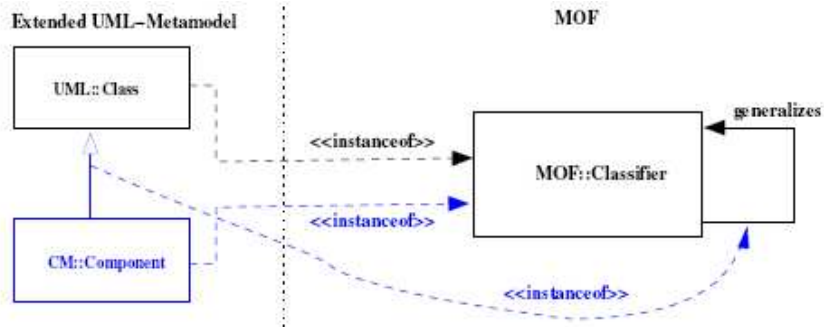 Extended UML-Metamodel
MOF
UML::Class
generalizes
<<instanceof>>
MOF::Classifier
<<instanceof>>
CM::Component
<<instanceof>>